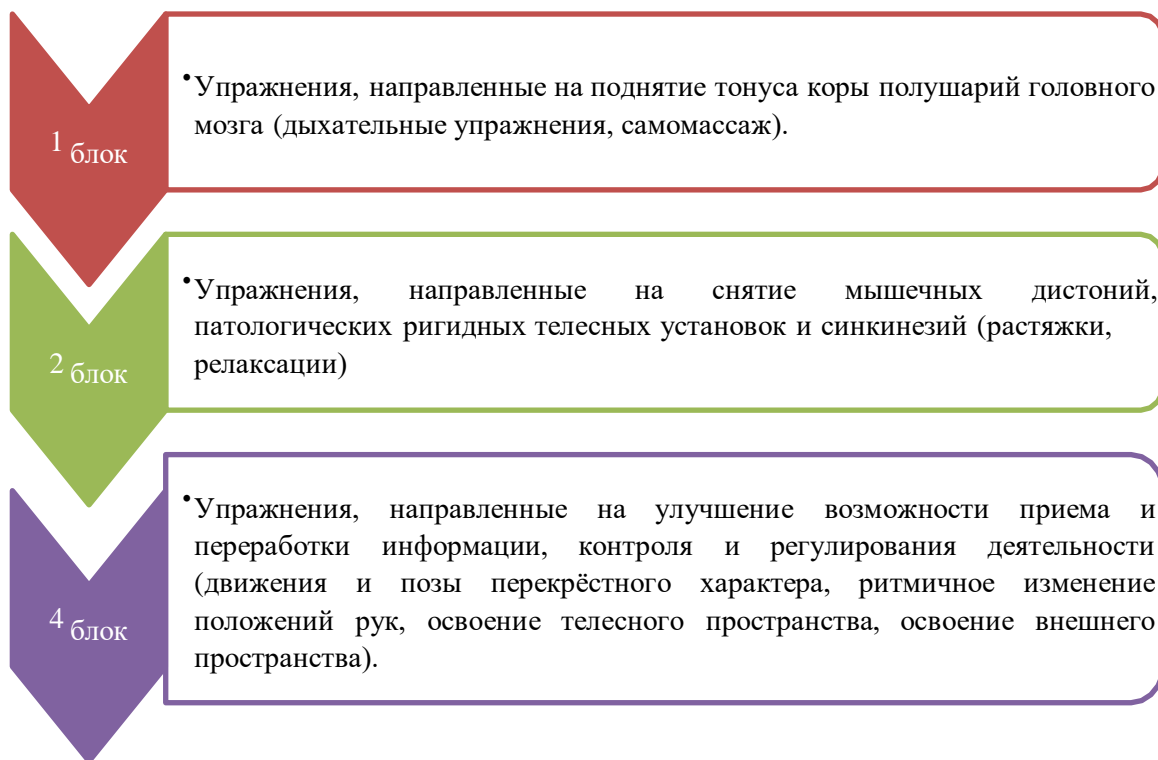 1 блок
•Упражнения, направленные на поднятие тонуса коры полушарий головного
мозга (дыхательные упражнения, самомассаж).
2 блок
•Упражнения, направленные на снятие мышечных дистоний,
патологических ригидных телесных установок и синкинезий (растяжки,
релаксации)
4 блок
•Упражнения, направленные на улучшение возможности приема и
переработки информации, контроля и регулирования деятельности
(движения и позы перекрёстного характера, ритмичное изменение
положений рук, освоение телесного пространства, освоение внешнего
пространства).